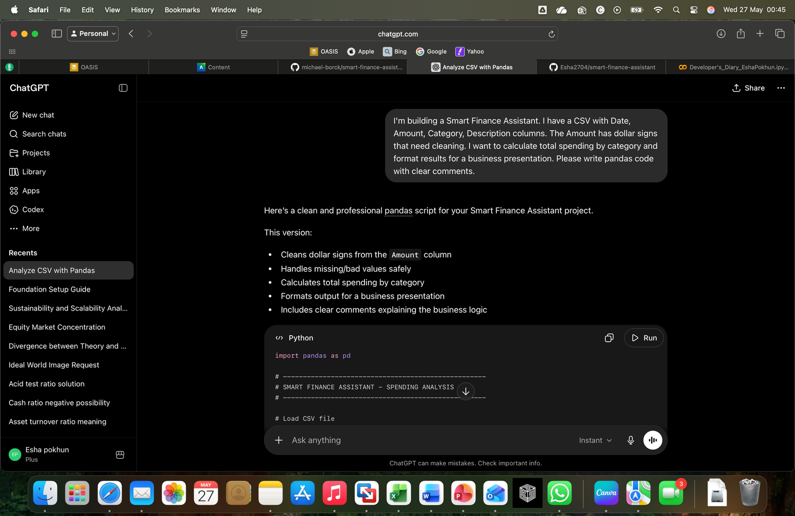 Safari File Edit View History Bookmarks Window Help
Wed 27 May 00:45
Personal
chatgpt.com
OASIS Apple Bing Google Yahoo
OASIS
Content
michael-borck/smart-finance-assist...
Analyze CSV with Pandas
Esha2704/smart-finance-assistant
Developer's_Diary_EshaPokhun.ipy...
ChatGPT
Share
New chat
Search chats
Projects
Library
Apps
Codex
More
Recents
Analyze CSV with Pandas
Foundation Setup Guide
Sustainability and Scalability Anal...
Equity Market Concentration
Divergence between Theory and ...
Ideal World Image Request
Acid test ratio solution
Cash ratio negative possibility
Asset turnover ratio meaning
EP
Esha pokhun
Plus
I'm building a Smart Finance Assistant. I have a CSV with Date,
Amount, Category, Description columns. The Amount has dollar signs
that need cleaning. I want to calculate total spending by category and
format results for a business presentation. Please write pandas code
with clear comments.
Here's a clean and professional pandas script for your Smart Finance Assistant project.
This version:
• Cleans dollar signs from the Amount column
• Handles missing/bad values safely
• Calculates total spending by category
• Formats output for a business presentation
• Includes clear comments explaining the business logic
Python
Run
import pandas as pd
# ---------------------------------------------------
# SMART FINANCE ASSISTANT - SPENDING ANALYSIS
# ---------------------------------------------------
# Load CSV file
Ask anything
Instant
ChatGPT can make mistakes. Check important info.
MAY
27
Canva
3